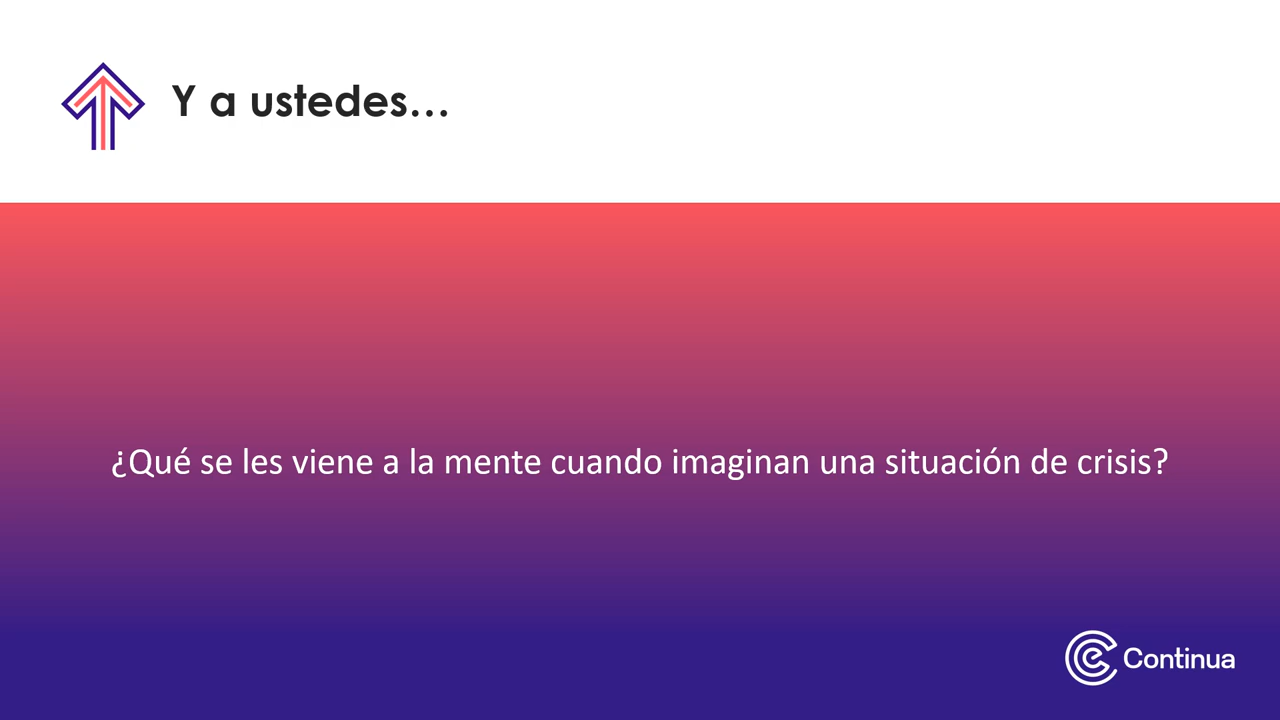 Y a ustedes...
¿Qué se les viene a la mente cuando imaginan una situación de crisis?
Continua